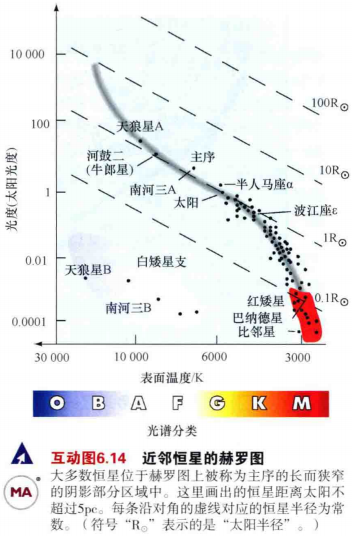 10 000
100
1
0.01
0.0001
光度(太阳光度)
100R⊙
10R⊙
1R⊙
0.1R⊙
天狼星A
河鼓二
(牛郎星)
主序
南河三A
太阳
半人马座α
波江座ε
天狼星B
白矮星支
南河三B
红矮星
巴纳德星
比邻星
30 000
10 000
6000
3000
表面温度/K
O B A F G K M
光谱分类
互动图6.14 近邻恒星的赫罗图
MA
大多数恒星位于赫罗图上被称为主序的长而狭窄
的阴影部分区域中。这里画出的恒星距离太阳不
超过5pc。每条沿对角的虚线对应的恒星半径为常
数。（符号“R⊙”表示的是“太阳半径”。）